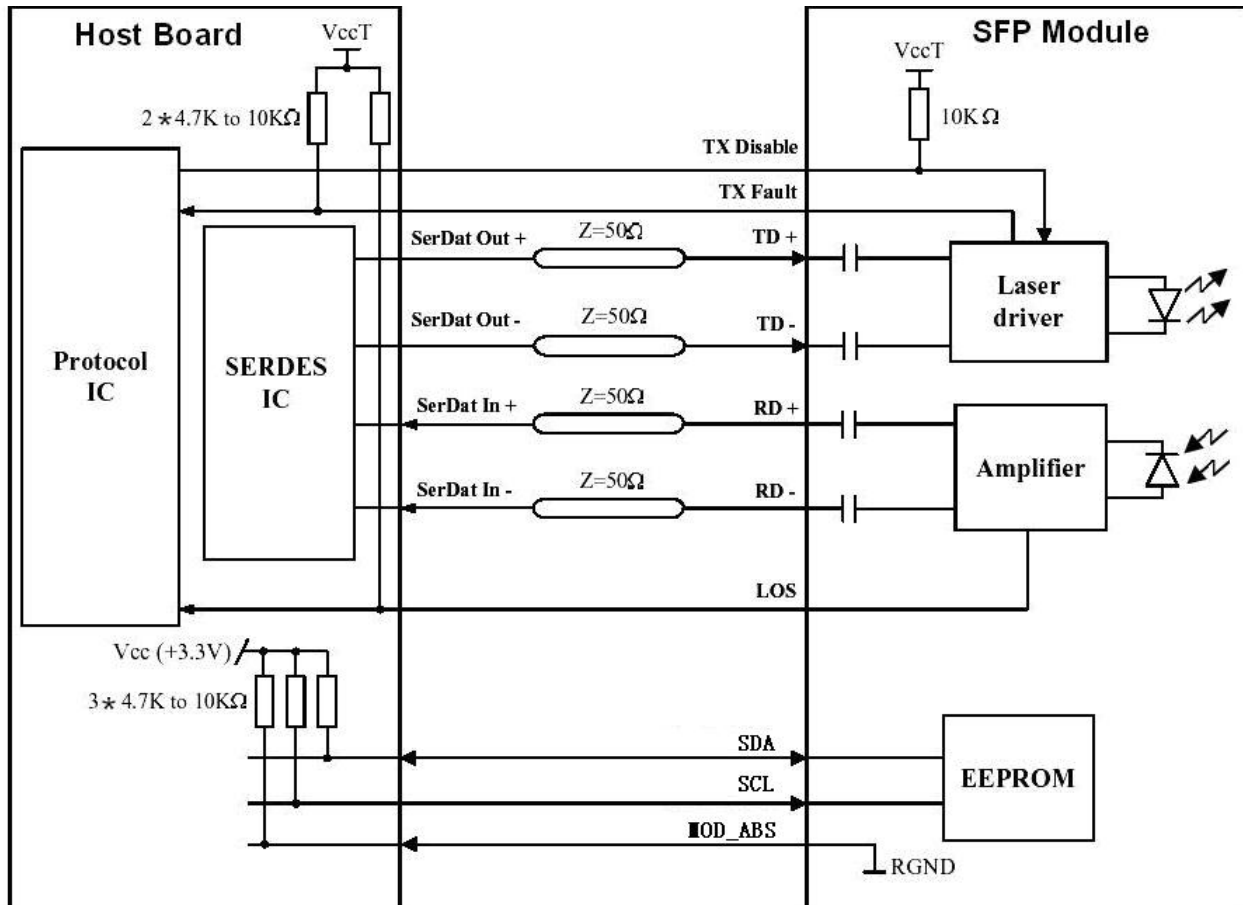 Host Board
SFP Module
VccT
VccT
2*4.7K to 10KΩ
10KΩ
TX Disable
TX Fault
SerDat Out +
Z=50Ω
TD +
SerDat Out -
Z=50Ω
TD -
Laser
driver
Protocol
IC
SERDES
IC
SerDat In +
Z=50Ω
RD +
SerDat In -
Z=50Ω
RD -
Amplifier
LOS
Vcc (+3.3V)
3*4.7K to 10KΩ
SDA
SCL
MOD_ABS
EEPROM
RGND